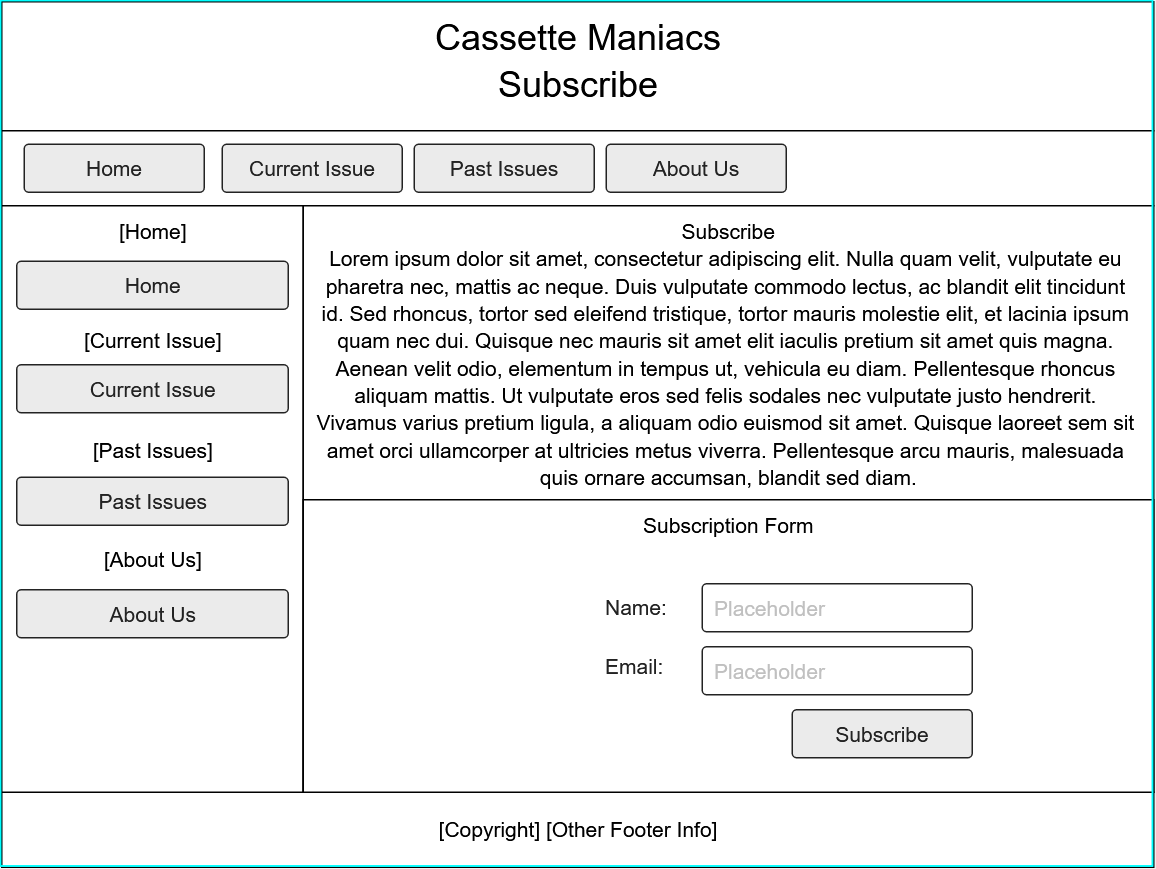 Cassette Maniacs
Subscribe
Home
Current Issue
Past Issues
About Us
[Home]
Home
[Current Issue]
Current Issue
[Past Issues]
Past Issues
[About Us]
About Us
Subscribe
Lorem ipsum dolor sit amet, consectetur adipiscing elit. Nulla quam velit, vulputate eu
pharetra nec, mattis ac neque. Duis vulputate commodo lectus, ac blandit elit tincidunt
id. Sed rhoncus, tortor sed eleifend tristique, tortor mauris molestie elit, et lacinia ipsum
quam nec dui. Quisque nec mauris sit amet elit iaculis pretium sit amet quis magna.
Aenean velit odio, elementum in tempus ut, vehicula eu diam. Pellentesque rhoncus
aliquam mattis. Ut vulputate eros sed felis sodales nec vulputate justo hendrerit.
Vivamus varius pretium ligula, a aliquam odio euismod sit amet. Quisque laoreet sem sit
amet orci ullamcorper at ultricies metus viverra. Pellentesque arcu mauris, malesuada
quis ornare accumsan, blandit sed diam.
Subscription Form
Name:
Placeholder
Email:
Placeholder
Subscribe
[Copyright] [Other Footer Info]